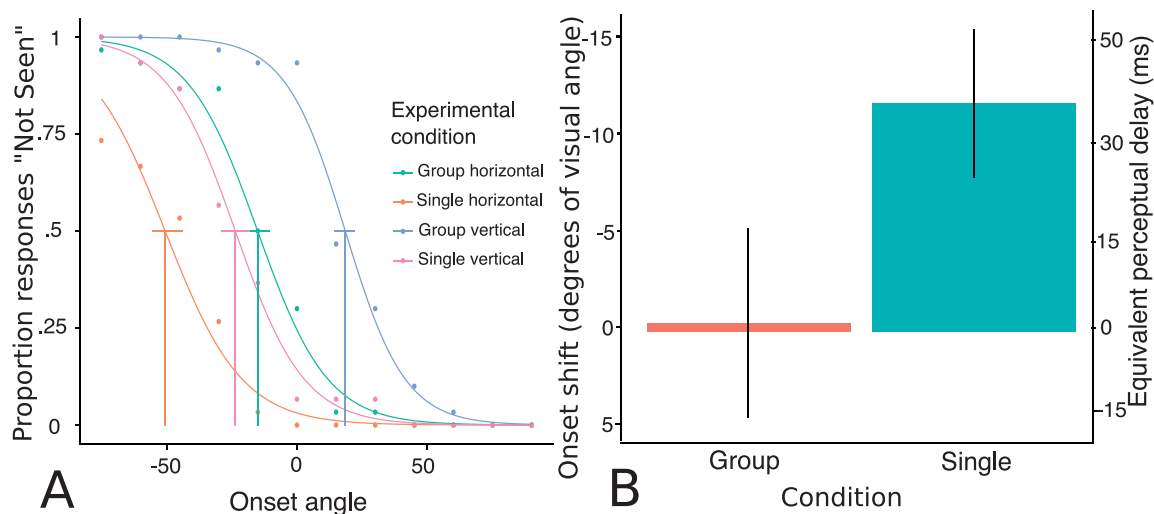 Proportion responses "Not Seen"
1
.75
.5
.25
0
-50
0
50
Onset angle
A
Experimental
condition
Group horizontal
Single horizontal
Group vertical
Single vertical
Onset shift (degrees of visual angle)
-15
-10
-5
0
5
Group
Single
Condition
B
50
30
15
0
-15
Equivalent perceptual delay (ms)